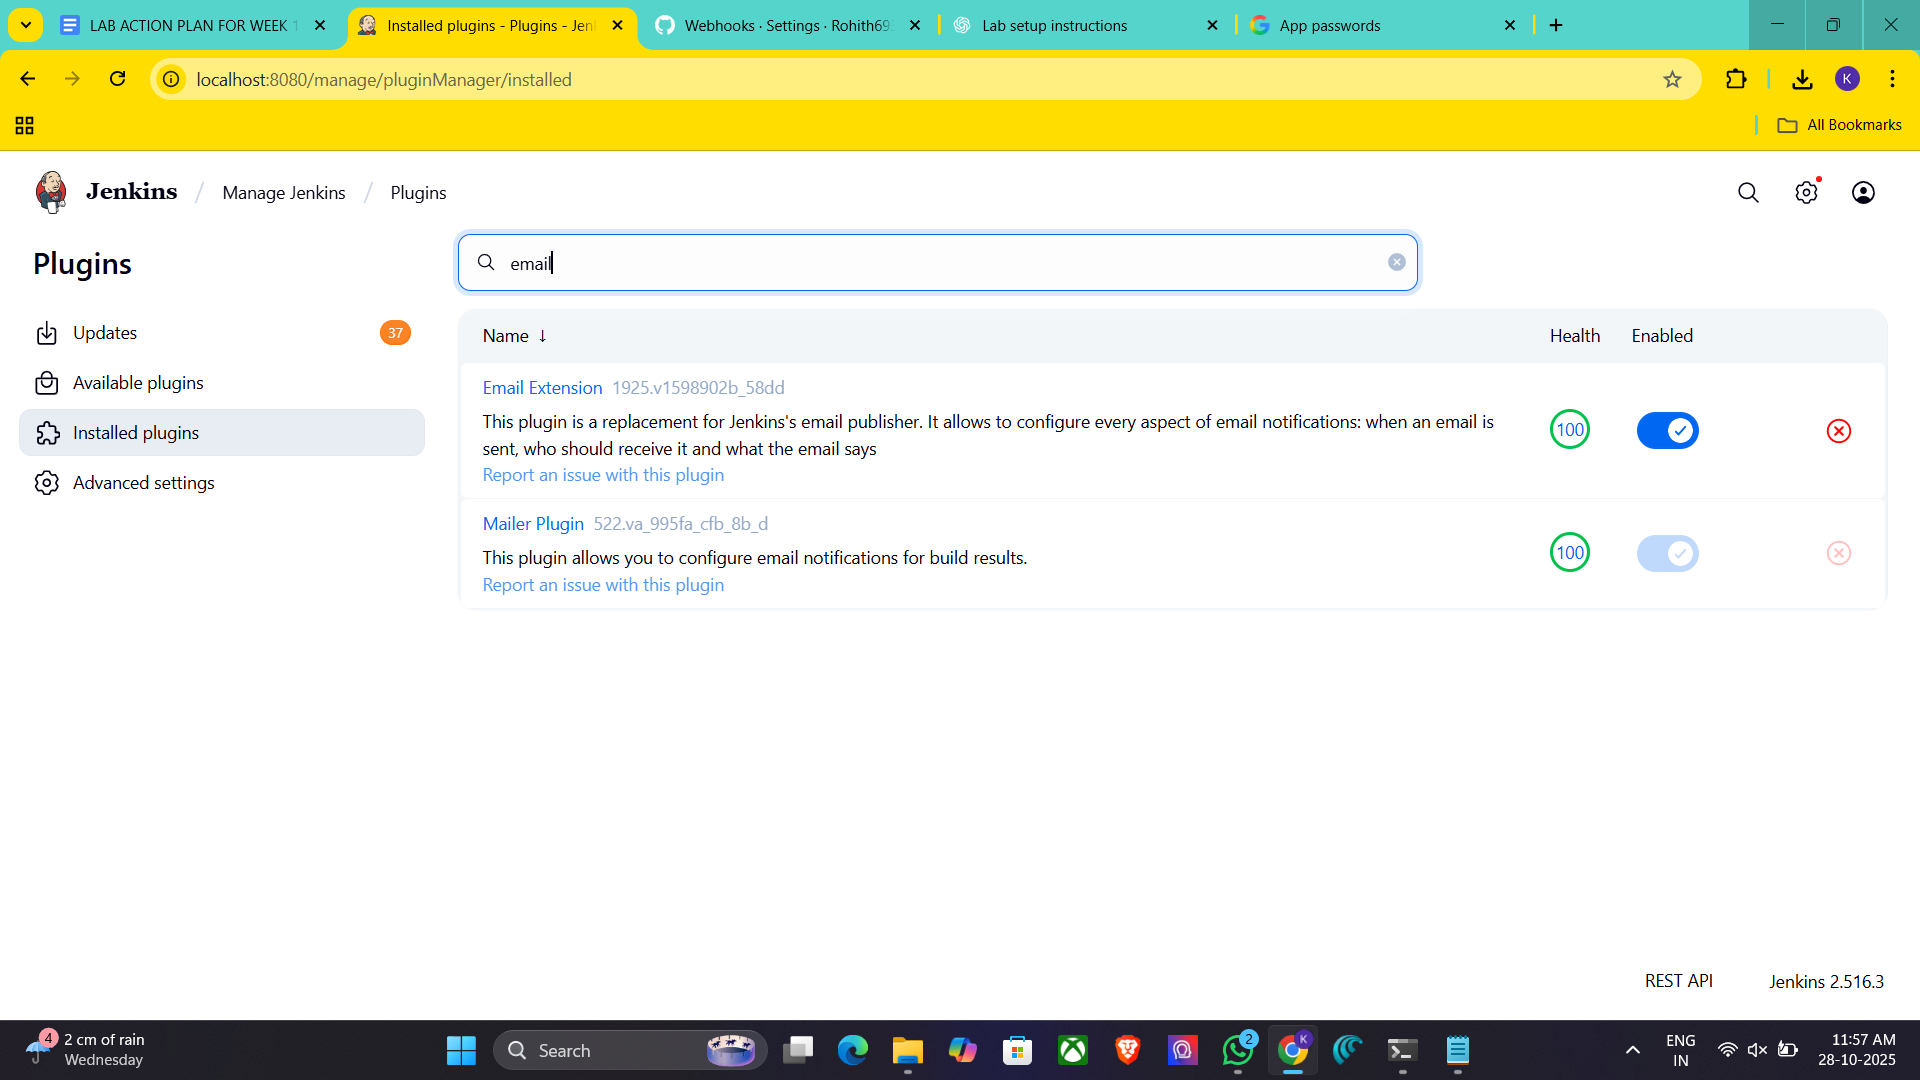 LAB ACTION PLAN FOR WEEK 1
Installed plugins - Plugins - Jen
Webhooks · Settings · Rohith69
Lab setup instructions
App passwords
localhost:8080/manage/pluginManager/installed
K
All Bookmarks
Jenkins / Manage Jenkins / Plugins
Plugins
email
Updates 37
Available plugins
Installed plugins
Advanced settings
Name ↓ Health Enabled
Email Extension 1925.v1598902b_58dd
This plugin is a replacement for Jenkins's email publisher. It allows to configure every aspect of email notifications: when an email is
sent, who should receive it and what the email says
Report an issue with this plugin
100
Mailer Plugin 522.va_995fa_cfb_8b_d
This plugin allows you to configure email notifications for build results.
Report an issue with this plugin
100
REST API Jenkins 2.516.3
4
2 cm of rain
Wednesday
Search
2
K
ENG
IN
11:57 AM
28-10-2025